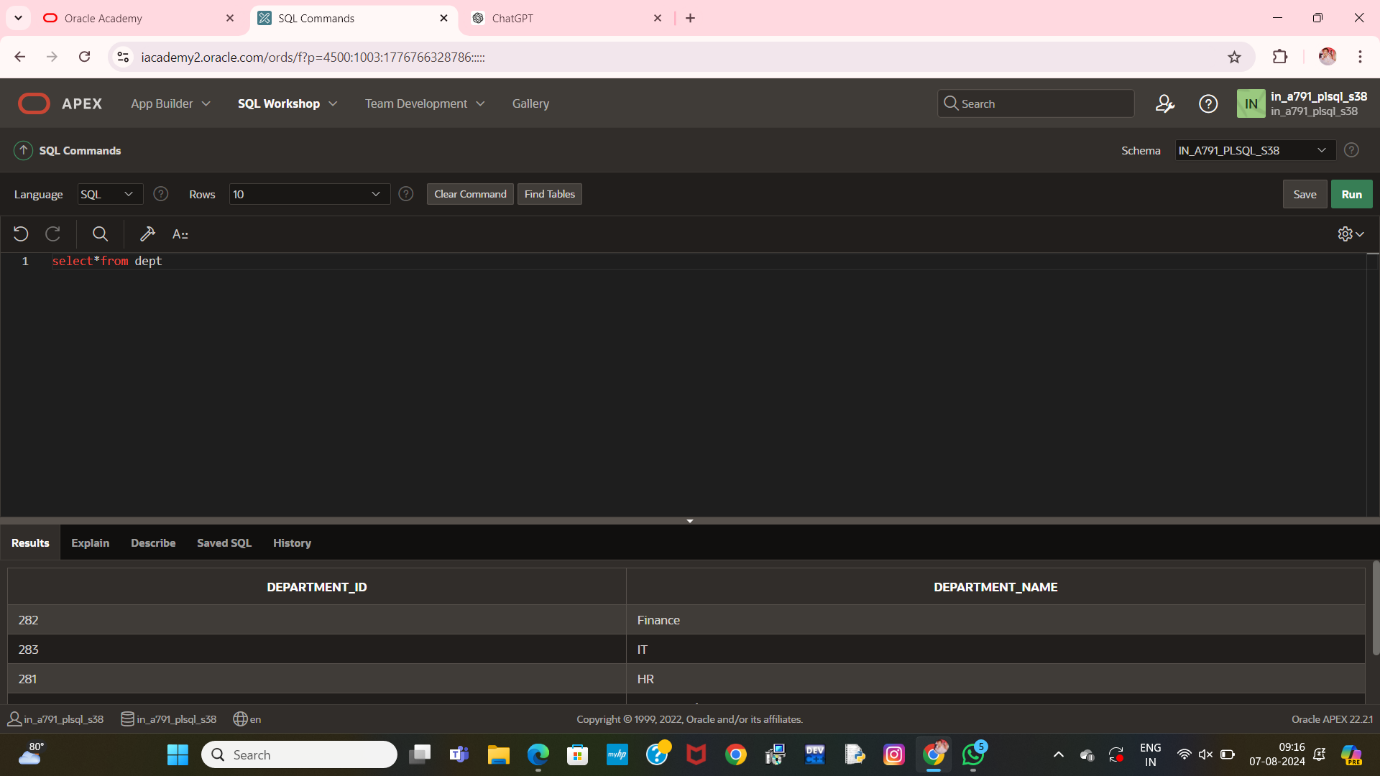 Oracle Academy
SQL Commands
ChatGPT
iacademy2.oracle.com/ords/f?p=4500:1003:1776766328786:::::
APEX
App Builder
SQL Workshop
Team Development
Gallery
Search
IN
in_a791_plsql_s38
in_a791_plsql_s38
SQL Commands
Schema
IN_A791_PLSQL_S38
Language
SQL
Rows
10
Clear Command
Find Tables
Save
Run
1 select*from dept
Results
Explain
Describe
Saved SQL
History
DEPARTMENT_ID DEPARTMENT_NAME
282 Finance
283 IT
281 HR
in_a791_plsql_s38
in_a791_plsql_s38
en
Copyright © 1999, 2022, Oracle and/or its affiliates.
Oracle APEX 22.2.1
80°
Search
myhp
DEV
5
ENG
IN
09:16
07-08-2024
PRE